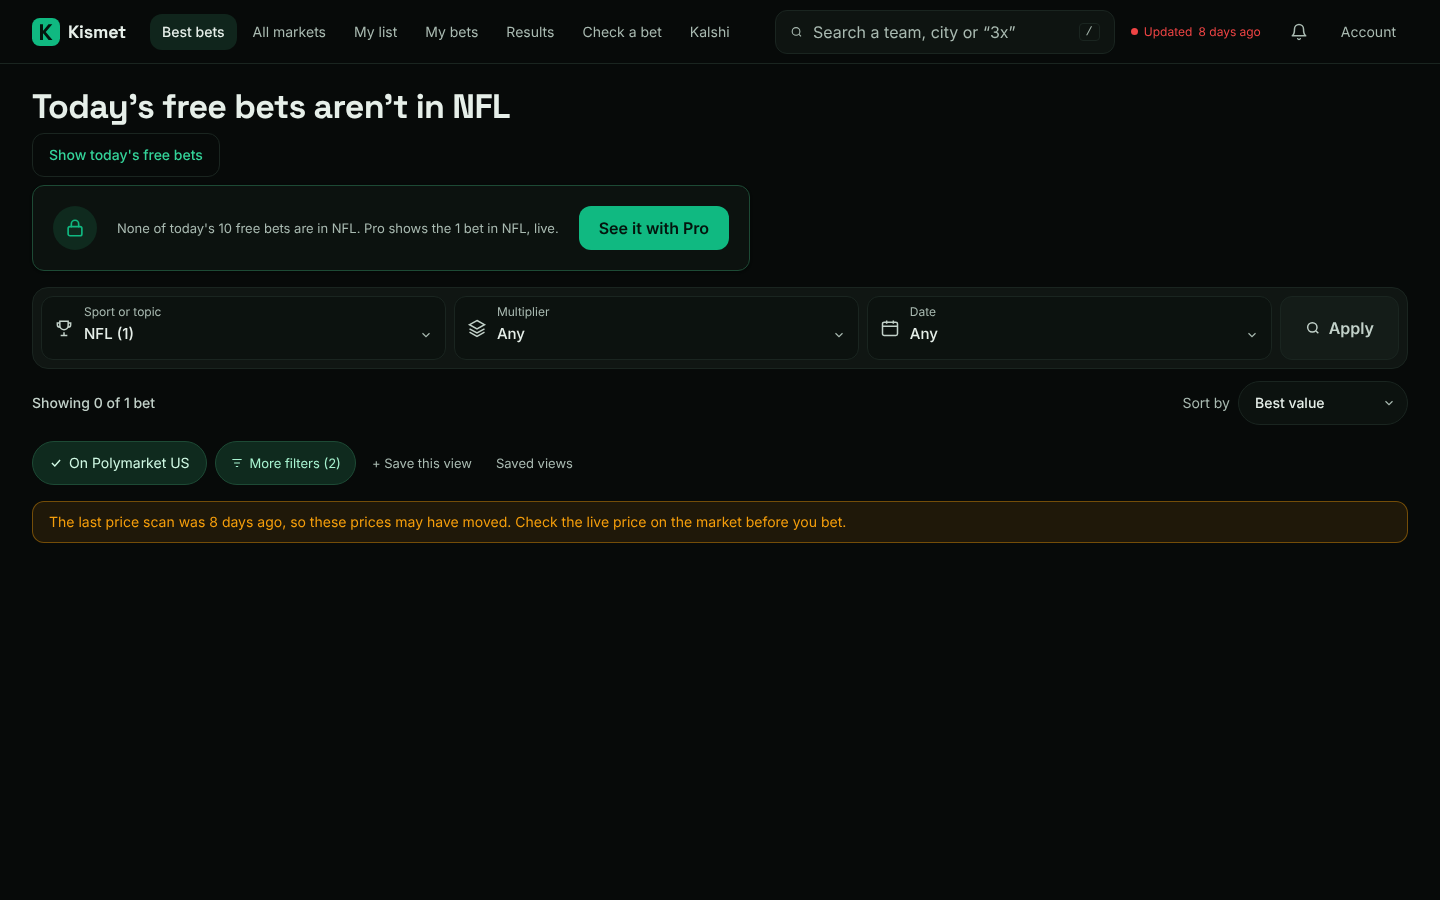 K Kismet
Best bets
All markets
My list
My bets
Results
Check a bet
Kalshi
Search a team, city or “3x”
/
Updated 8 days ago
Account
Today’s free bets aren’t in NFL
Show today's free bets
None of today's 10 free bets are in NFL. Pro shows the 1 bet in NFL, live.
See it with Pro
Sport or topic
NFL (1)
Multiplier
Any
Date
Any
Apply
Showing 0 of 1 bet
Sort by
Best value
On Polymarket US
More filters (2)
+ Save this view
Saved views
The last price scan was 8 days ago, so these prices may have moved. Check the live price on the market before you bet.